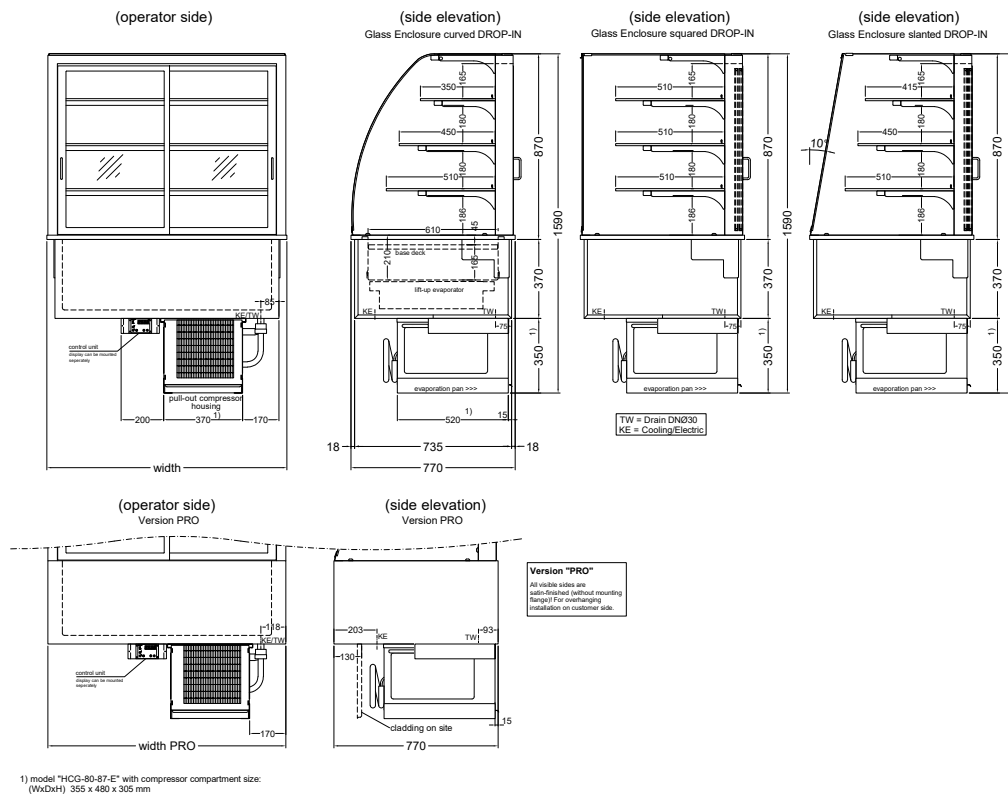 (operator side)
(side elevation)
Glass Enclosure curved DROP-IN
(side elevation)
Glass Enclosure squared DROP-IN
(side elevation)
Glass Enclosure slanted DROP-IN
165
350
180
450
180
510
186
870
1590
610
45
210
base deck
165
lift-up evaporator
370
KE
TW
75
1)
350
evaporation pan >>>
520
1)
15
18
735
18
770
165
510
180
510
180
510
186
870
1590
370
KE
TW
75
1)
350
evaporation pan >>>
TW = Drain DNØ30
KE = Cooling/Electric
10°
165
415
180
450
180
510
186
870
370
TW
75
1)
350
evaporation pan >>>
85
KE/TW
control unit
display can be mounted
seperately
pull-out compressor
housing
200
370
1)
170
width
(operator side)
Version PRO
118
KE/TW
control unit
display can be mounted
seperately
170
width PRO
(side elevation)
Version PRO
203
KE
TW
93
130
15
cladding on site
770
Version "PRO"
All visible sides are
satin-finished (without mounting
flange)! For overhanging
installation on customer side.
1) model "HCG-80-87-E" with compressor compartment size:
(WxDxH) 355 x 480 x 305 mm